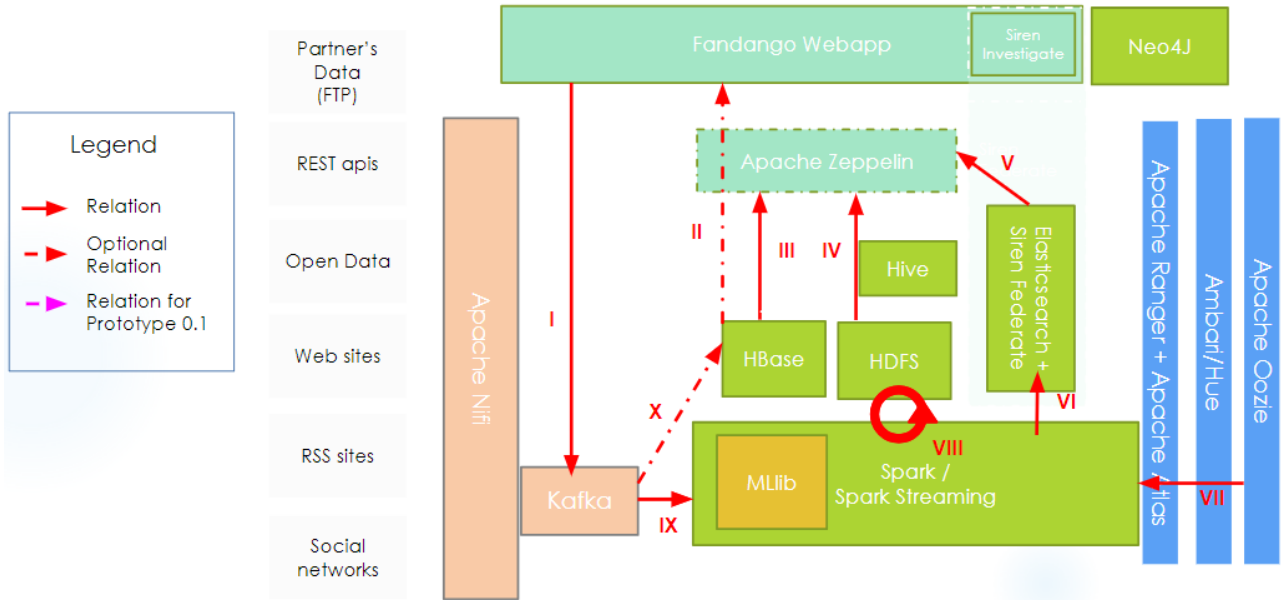 Partner's
Data
(FTP)
Fandango Webapp
Siren
Investigate
Neo4J
Legend
Relation
Optional
Relation
Relation for
Prototype 0.1
REST apis
Open Data
Web sites
RSS sites
Social
networks
Apache Nifi
Apache Zeppelin
I
II
III
IV
V
Hive
HBase
HDFS
Elasticsearch +
Siren Federate
VI
X
VIII
Kafka
IX
MLlib
Spark /
Spark Streaming
VII
Apache Ranger + Apache Atlas
Ambari/Hue
Apache Oozie